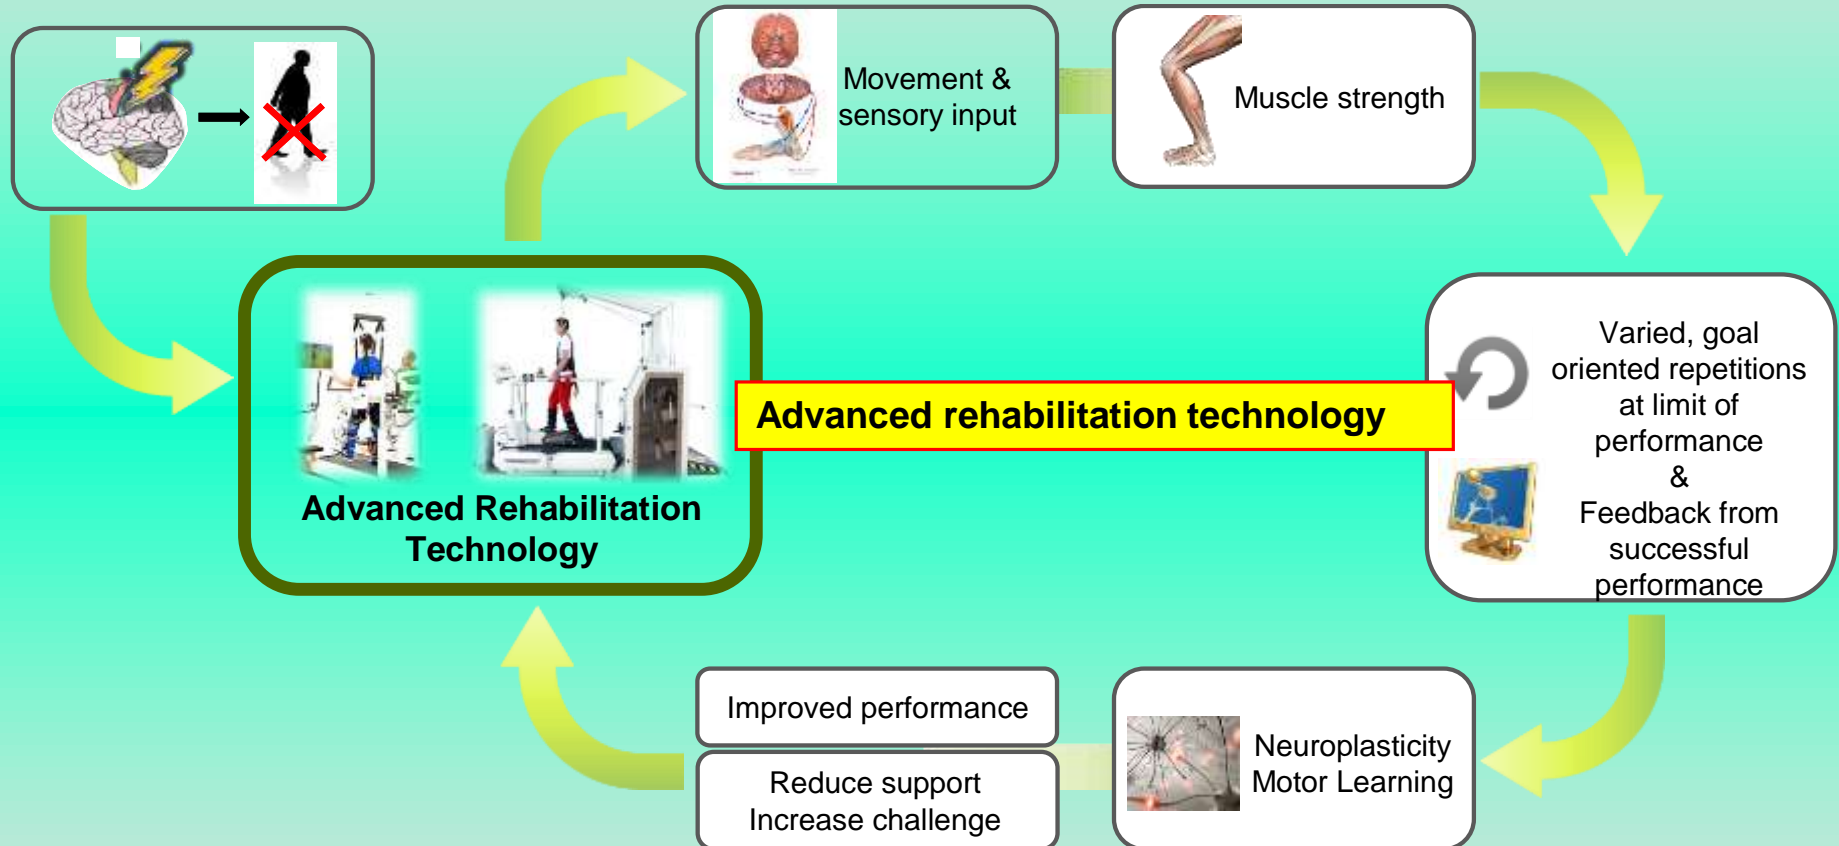 Movement &
sensory input
Muscle strength
Advanced Rehabilitation
Technology
Advanced rehabilitation technology
Varied, goal
oriented repetitions
at limit of
performance
&
Feedback from
successful
performance
Improved performance
Reduce support
Increase challenge
Neuroplasticity
Motor Learning